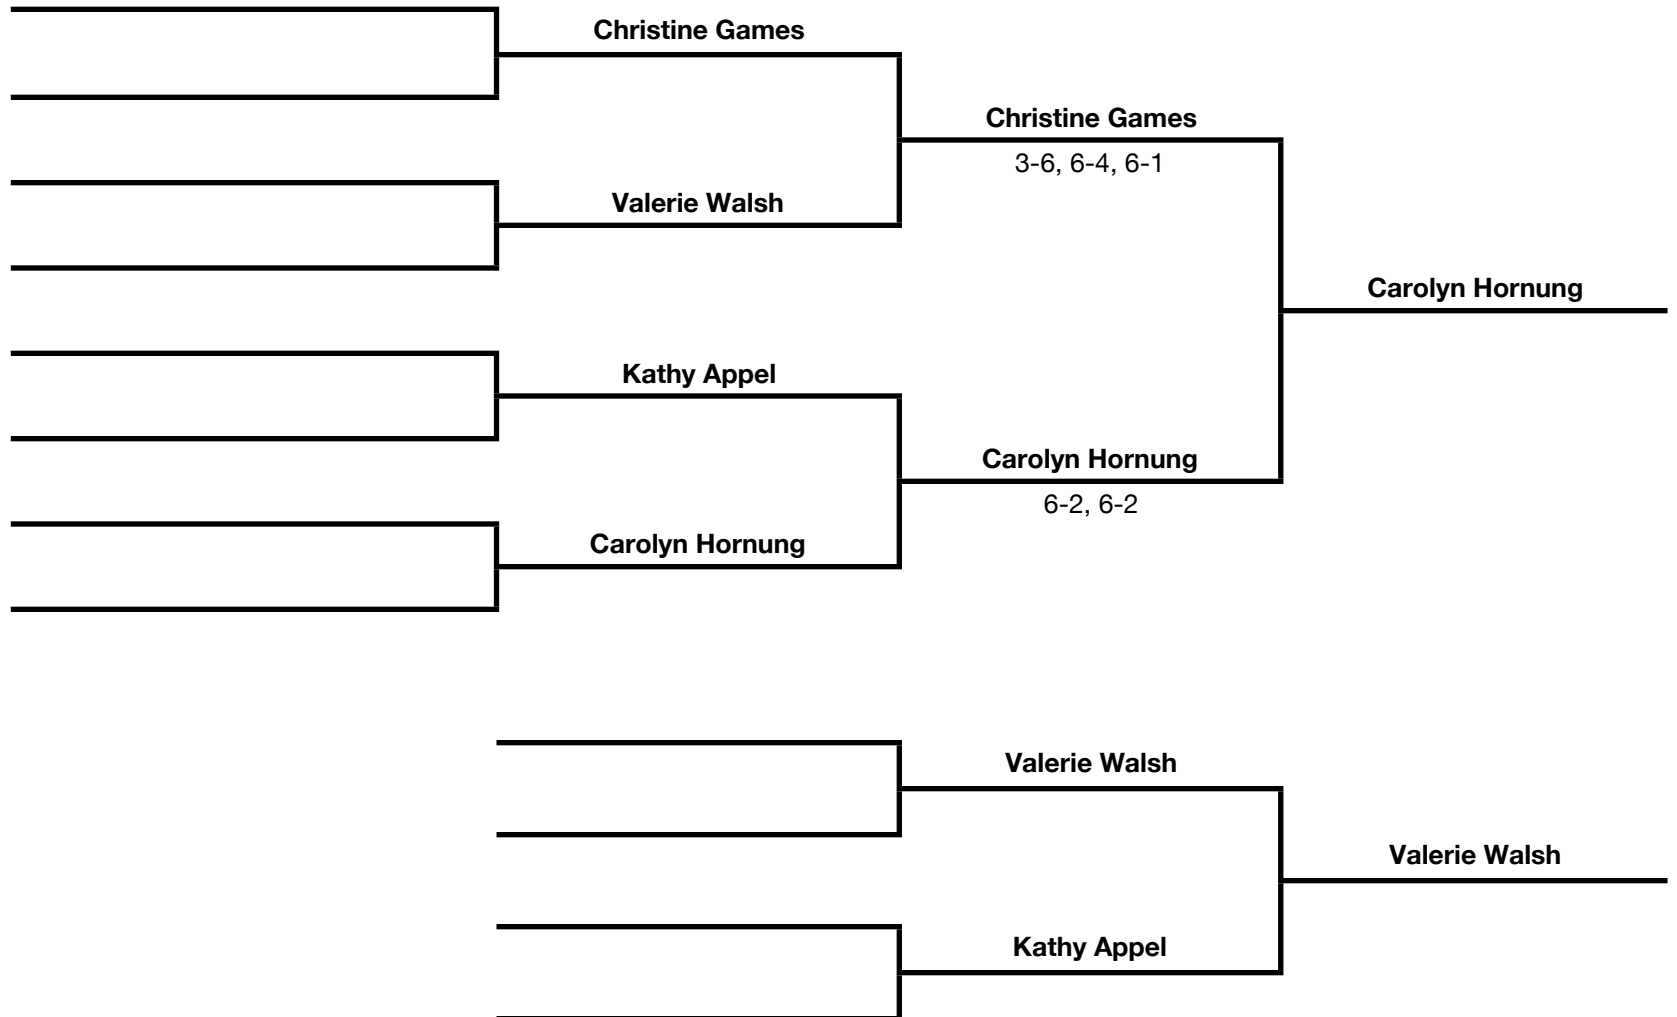 Christine Games
Christine Games
3-6, 6-4, 6-1
Valerie Walsh
Carolyn Hornung
Kathy Appel
Carolyn Hornung
6-2, 6-2
Carolyn Hornung
Valerie Walsh
Valerie Walsh
Kathy Appel